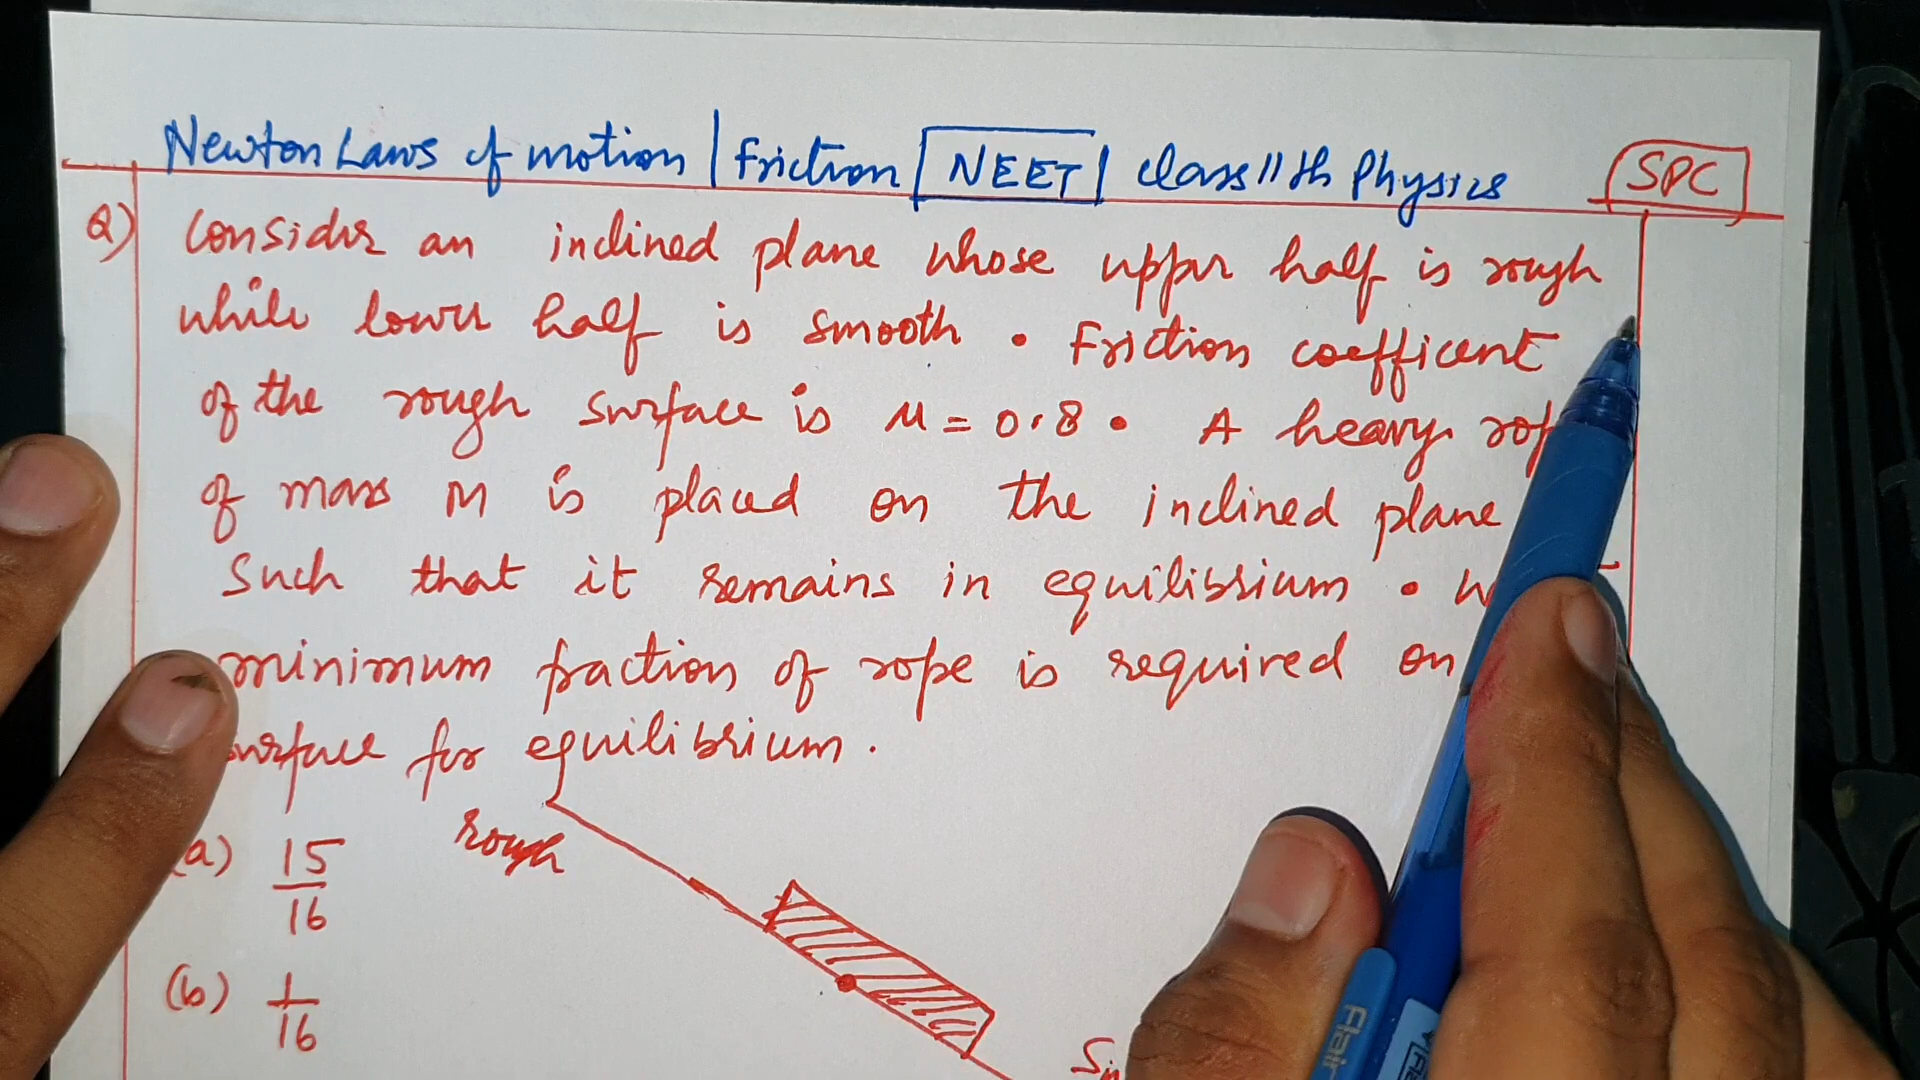 Newton Laws of motion | Friction | NEET | class 11th Physics
SPC
Q) Consider an inclined plane whose upper half is rough
while lower half is smooth . Friction coefficent
of the rough surface is μ = 0.8 . A heavy
of mass M is placed on the inclined plane
Such that it remains in equilibrium .
minimum fraction of rope is required on
surface for equilibrium .
rough
(a) 15/16
(b) 1/16
Flair